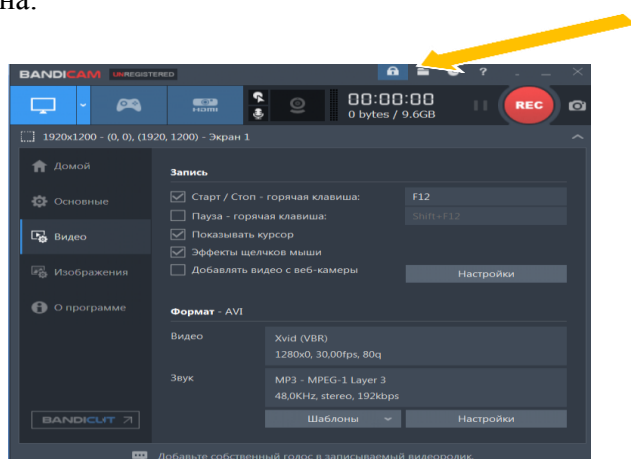 на.
BANDICAM UNREGISTERED ?
HDMI 00:00:00 REC
0 bytes / 9.6GB
1920x1200 - (0, 0), (1920, 1200) - Экран 1
Домой
Основные
Видео
Изображения
О программе
BANDICUT
Запись
Старт / Стоп - горячая клавиша: F12
Пауза - горячая клавиша: Shift+F12
Показывать курсор
Эффекты щелчков мыши
Добавлять видео с веб-камеры Настройки
Формат - AVI
Видео Xvid (VBR)
1280x0, 30,00fps, 80q
Звук MP3 - MPEG-1 Layer 3
48,0KHz, stereo, 192kbps
Шаблоны Настройки
Добавьте собственный голос в записываемый видеоролик.